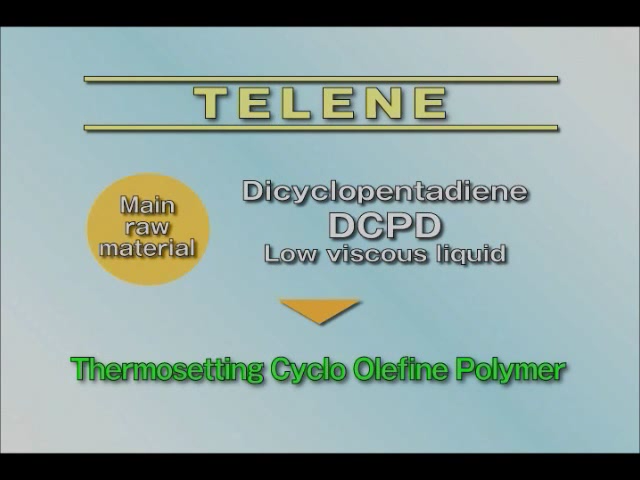 TELENE
Main
raw
material
Dicyclopentadiene
DCPD
Low viscous liquid
Thermosetting Cyclo Olefine Polymer